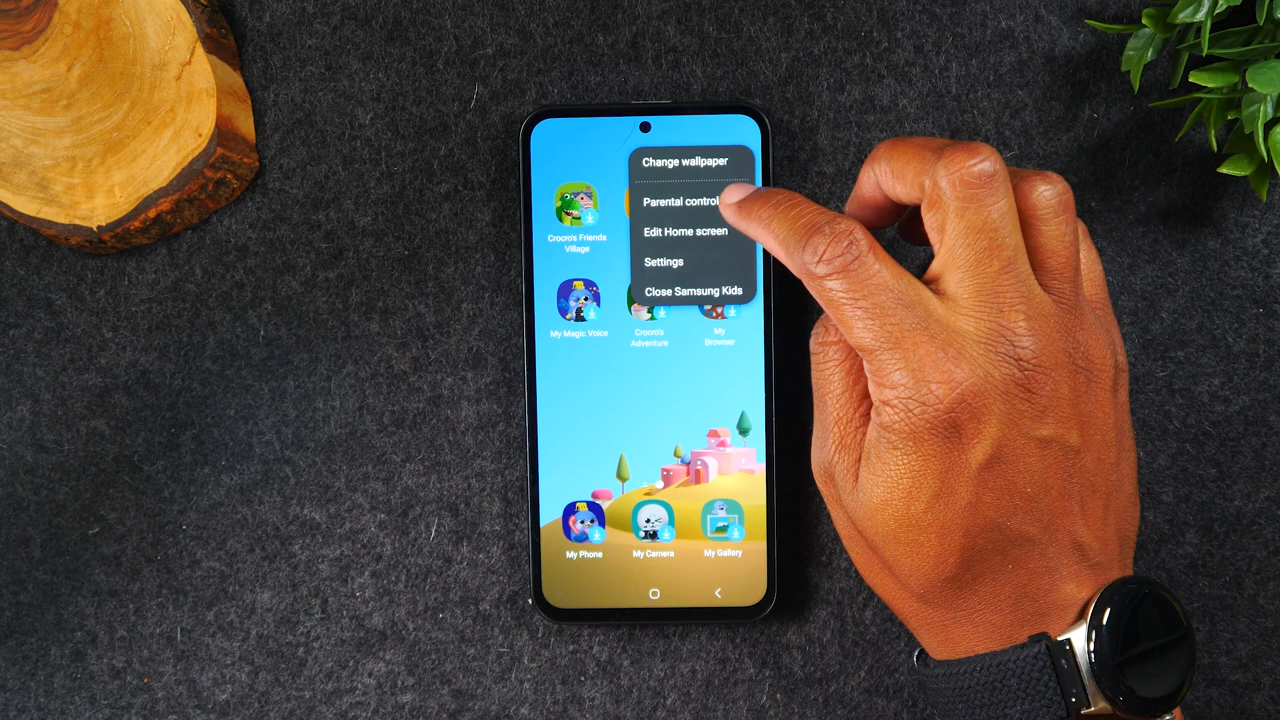 Change wallpaper
Parental control
Edit Home screen
Settings
Close Samsung Kids
Crocro's Friends
Village
My Magic Voice
Crocro's
Adventure
My
Browser
My Phone
My Camera
My Gallery